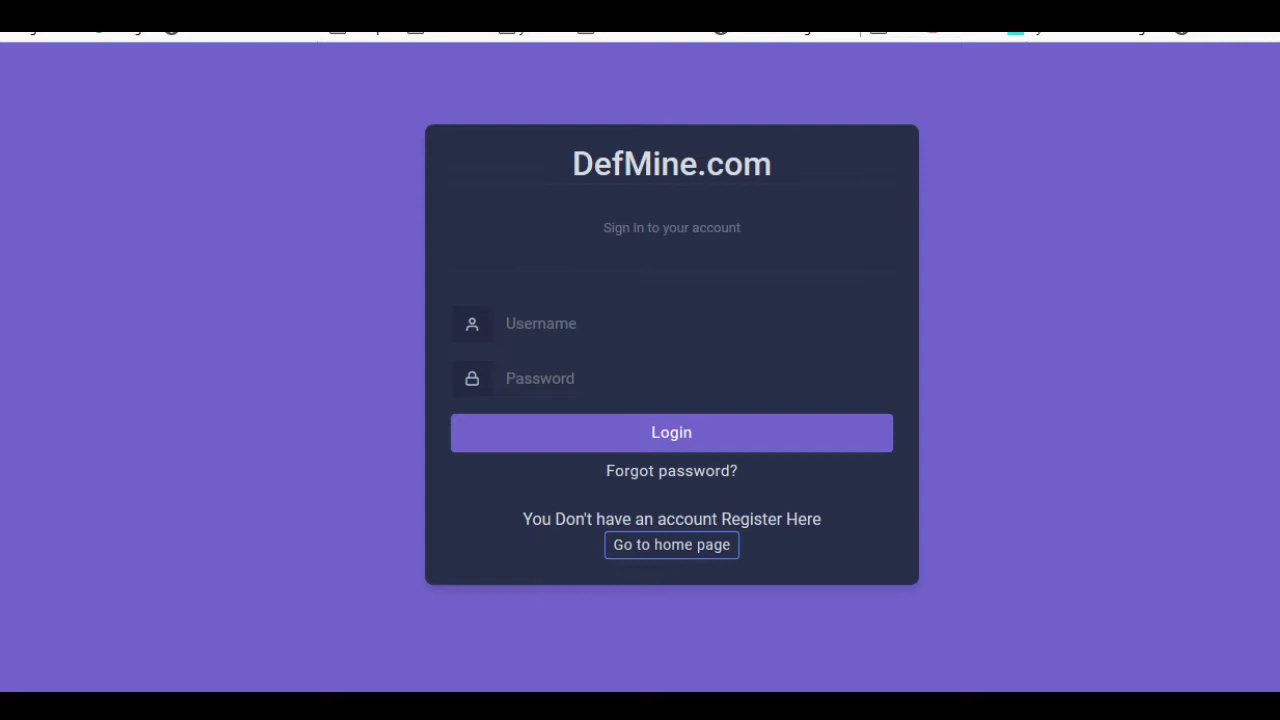 DefMine.com
Sign In to your account
Username
Password
Login
Forgot password?
You Don't have an account Register Here
Go to home page